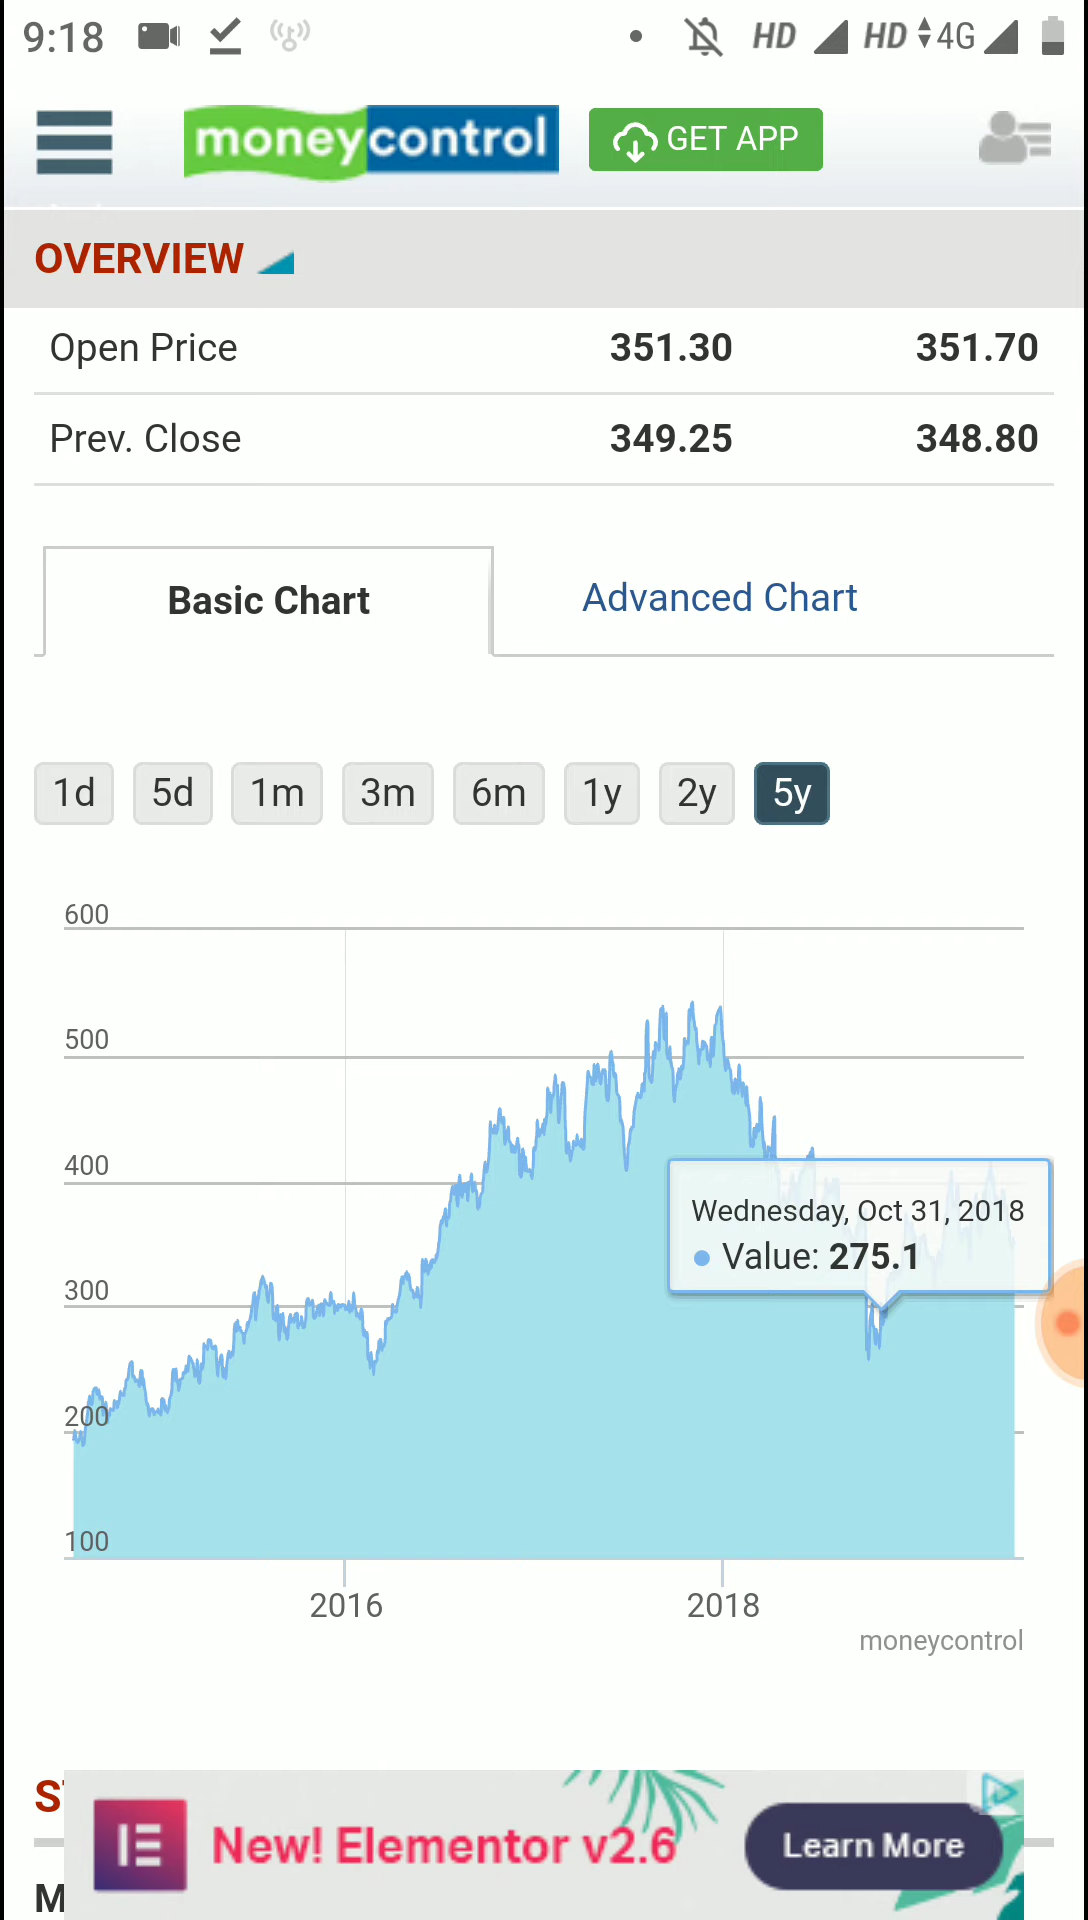 9:18 HD HD 4G
moneycontrol GET APP
OVERVIEW
Open Price 351.30 351.70
Prev. Close 349.25 348.80
Basic Chart Advanced Chart
1d 5d 1m 3m 6m 1y 2y 5y
600
500
400
Wednesday, Oct 31, 2018
Value: 275.1
300
200
100
2016 2018
moneycontrol
New! Elementor v2.6 Learn More
M